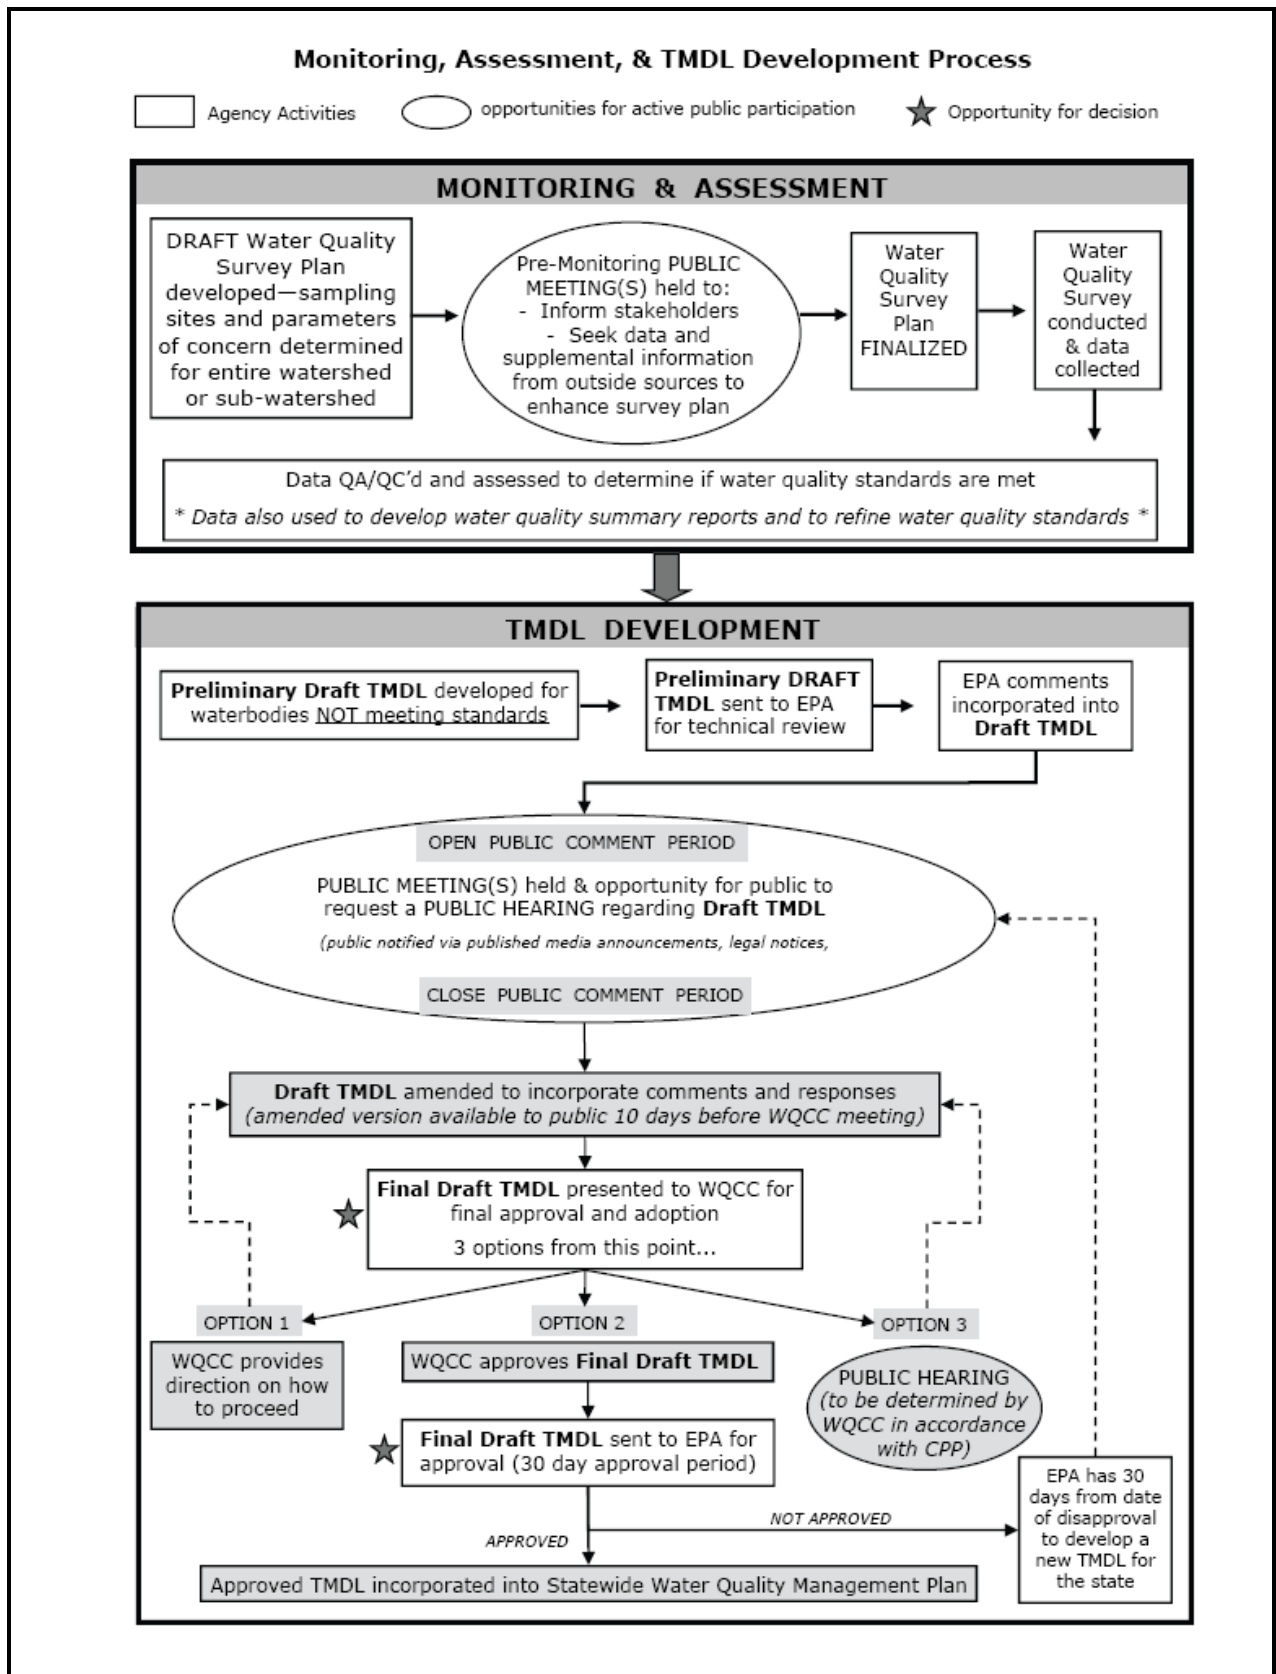 Monitoring, Assessment, & TMDL Development Process
Agency Activities
opportunities for active public participation
Opportunity for decision
MONITORING & ASSESSMENT
DRAFT Water Quality
Survey Plan
developed—sampling
sites and parameters
of concern determined
for entire watershed
or sub-watershed
Pre-Monitoring PUBLIC
MEETING(S) held to:
- Inform stakeholders
- Seek data and
supplemental information
from outside sources to
enhance survey plan
Water
Quality
Survey
Plan
FINALIZED
Water
Quality
Survey
conducted
& data
collected
Data QA/QC'd and assessed to determine if water quality standards are met
* Data also used to develop water quality summary reports and to refine water quality standards *
TMDL DEVELOPMENT
Preliminary Draft TMDL developed for
waterbodies NOT meeting standards
Preliminary DRAFT
TMDL sent to EPA
for technical review
EPA comments
incorporated into
Draft TMDL
OPEN PUBLIC COMMENT PERIOD
PUBLIC MEETING(S) held & opportunity for public to
request a PUBLIC HEARING regarding Draft TMDL
(public notified via published media announcements, legal notices,
CLOSE PUBLIC COMMENT PERIOD
Draft TMDL amended to incorporate comments and responses
(amended version available to public 10 days before WQCC meeting)
Final Draft TMDL presented to WQCC for
final approval and adoption
3 options from this point...
OPTION 1
WQCC provides
direction on how
to proceed
OPTION 2
WQCC approves Final Draft TMDL
Final Draft TMDL sent to EPA for
approval (30 day approval period)
OPTION 3
PUBLIC HEARING
(to be determined by
WQCC in accordance
with CPP)
NOT APPROVED
APPROVED
EPA has 30
days from date
of disapproval
to develop a
new TMDL for
the state
Approved TMDL incorporated into Statewide Water Quality Management Plan